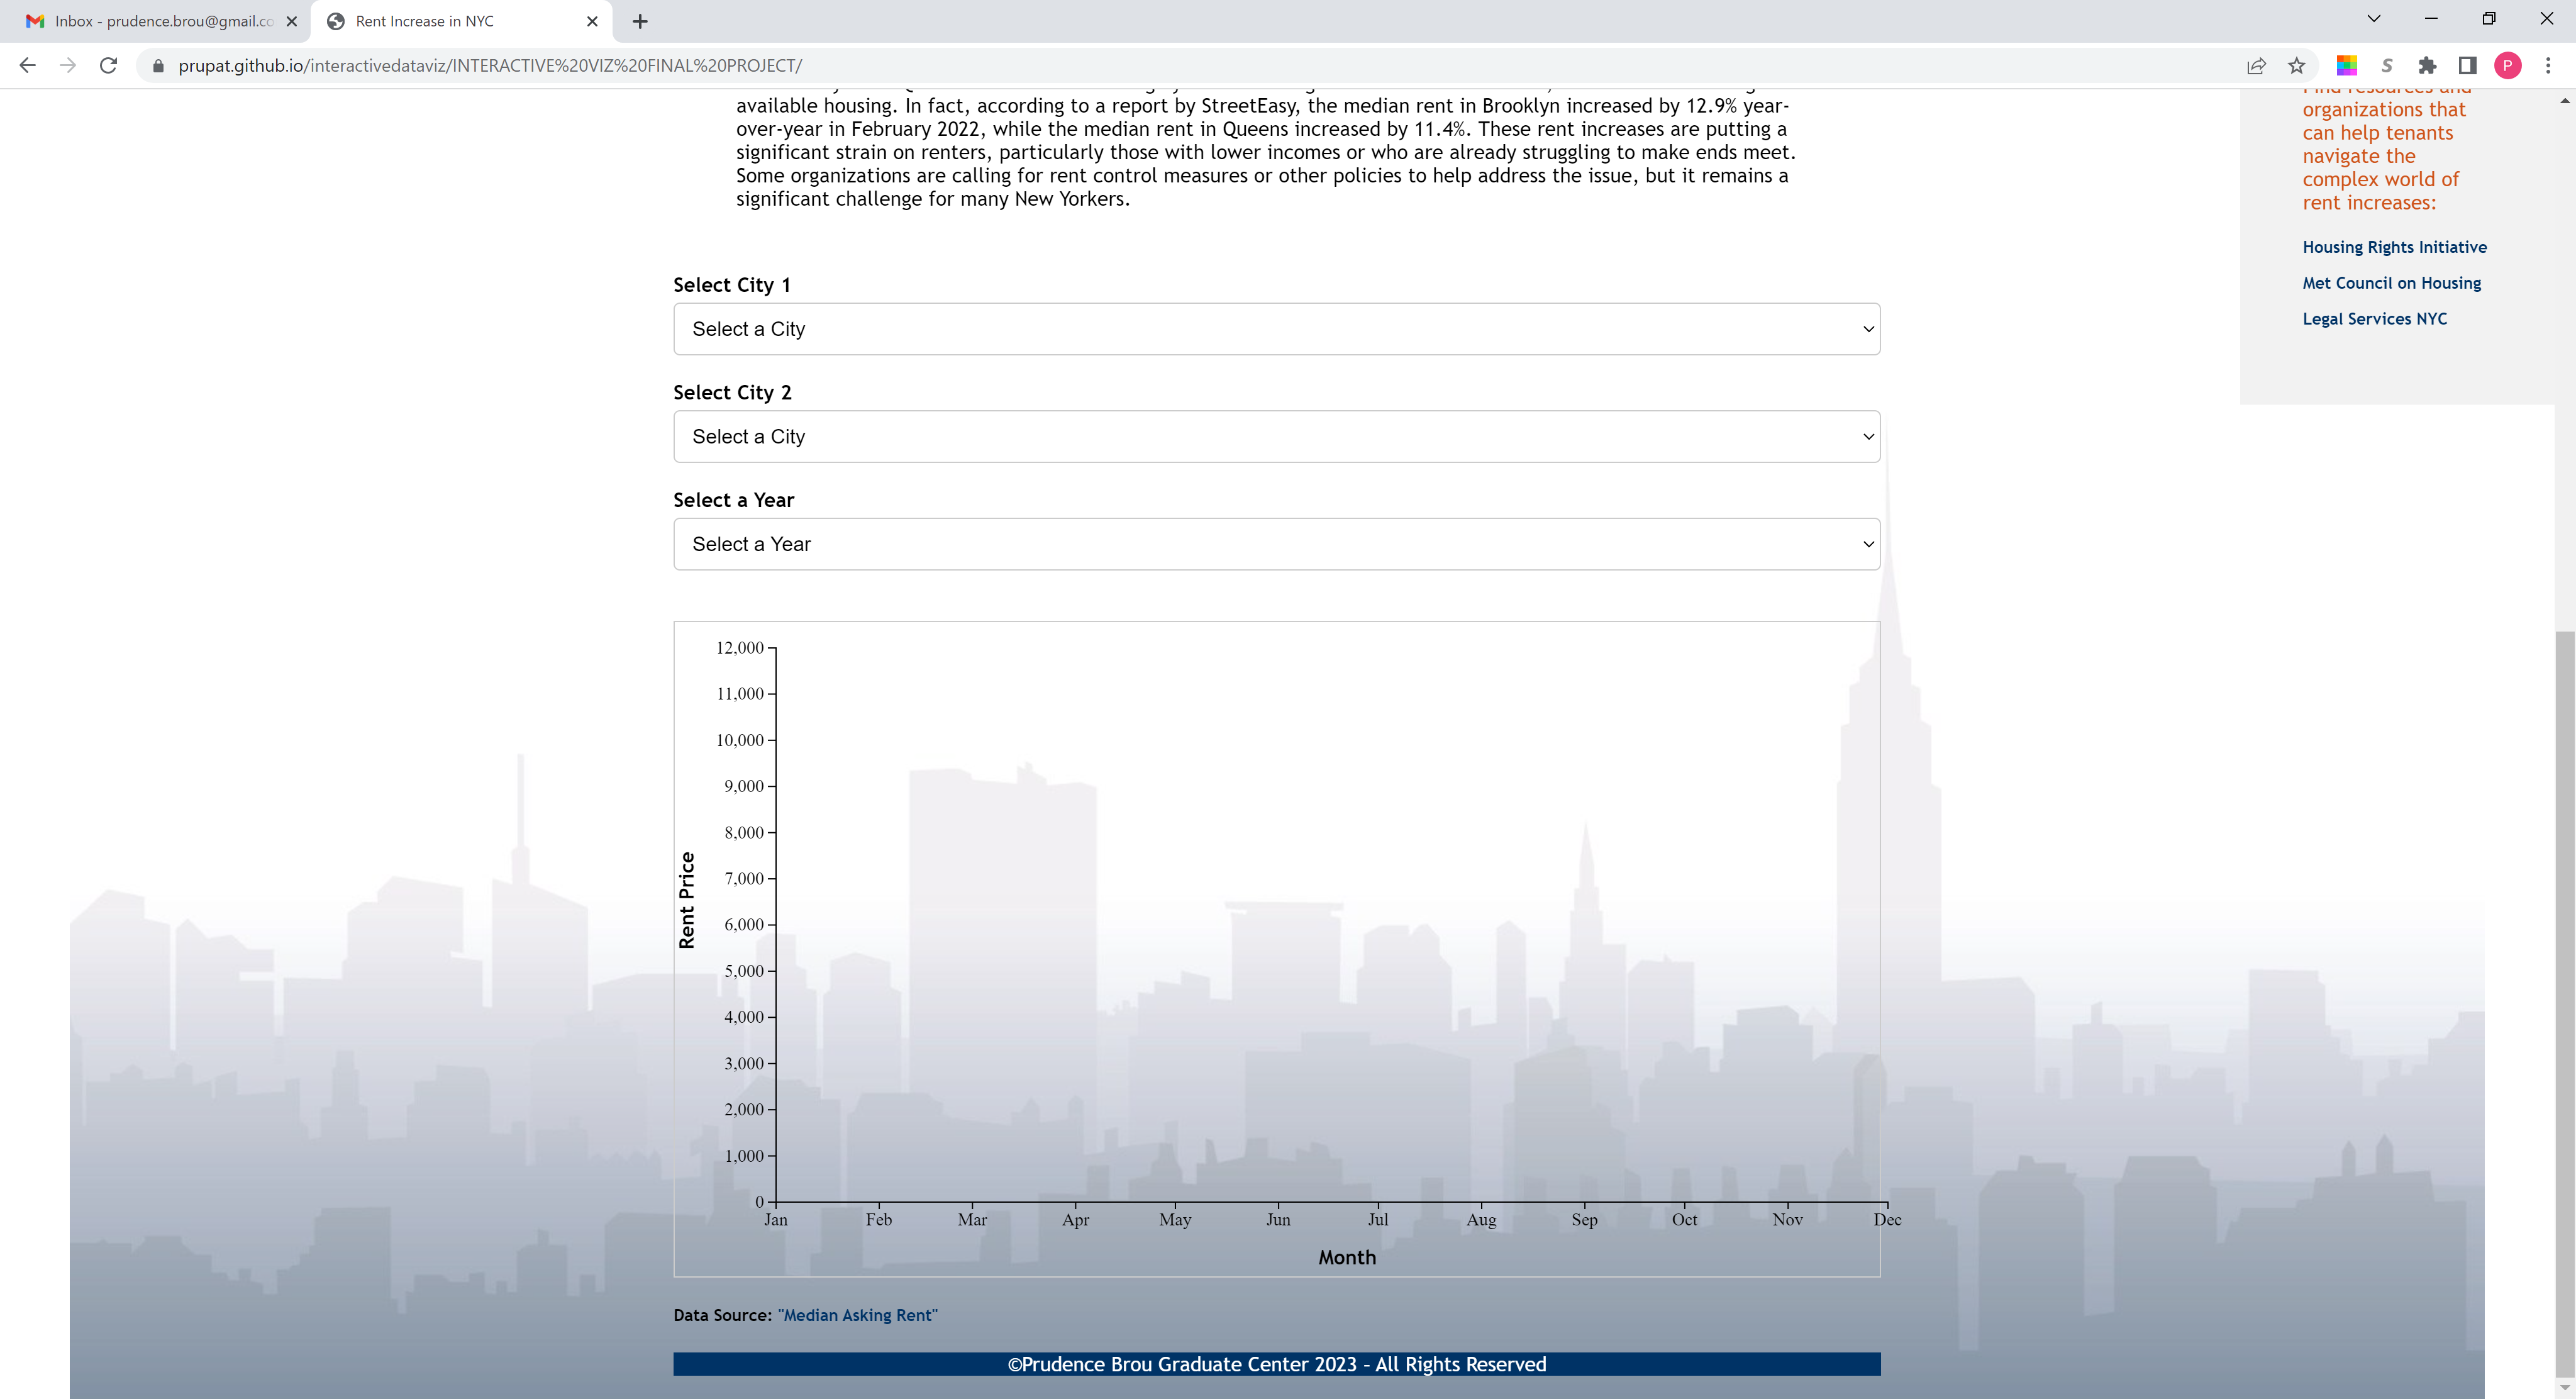 Inbox - prudence.brou@gmail.co
Rent Increase in NYC
prupat.github.io/interactivedataviz/INTERACTIVE%20VIZ%20FINAL%20PROJECT/
P
available housing. In fact, according to a report by StreetEasy, the median rent in Brooklyn increased by 12.9% year-
over-year in February 2022, while the median rent in Queens increased by 11.4%. These rent increases are putting a
significant strain on renters, particularly those with lower incomes or who are already struggling to make ends meet.
Some organizations are calling for rent control measures or other policies to help address the issue, but it remains a
significant challenge for many New Yorkers.
Find resources and
organizations that
can help tenants
navigate the
complex world of
rent increases:
Housing Rights Initiative
Met Council on Housing
Legal Services NYC
Select City 1
Select a City
Select City 2
Select a City
Select a Year
Select a Year
Rent Price
12,000
11,000
10,000
9,000
8,000
7,000
6,000
5,000
4,000
3,000
2,000
1,000
0
Jan Feb Mar Apr May Jun Jul Aug Sep Oct Nov Dec
Month
Data Source: "Median Asking Rent"
©Prudence Brou Graduate Center 2023 - All Rights Reserved